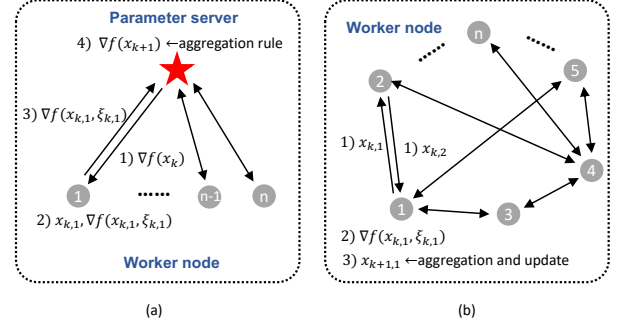 Parameter server
4) ∇f(x_{k+1}) ←aggregation rule
3) ∇f(x_{k,1}, ξ_{k,1})
1) ∇f(x_k)
1 ...... n-1 n
2) x_{k,1}, ∇f(x_{k,1}, ξ_{k,1})
Worker node
(a)
Worker node
n
......
......
2
5
1) x_{k,1}
1) x_{k,2}
4
1
3
2) ∇f(x_{k,1}, ξ_{k,1})
3) x_{k+1,1} ←aggregation and update
(b)